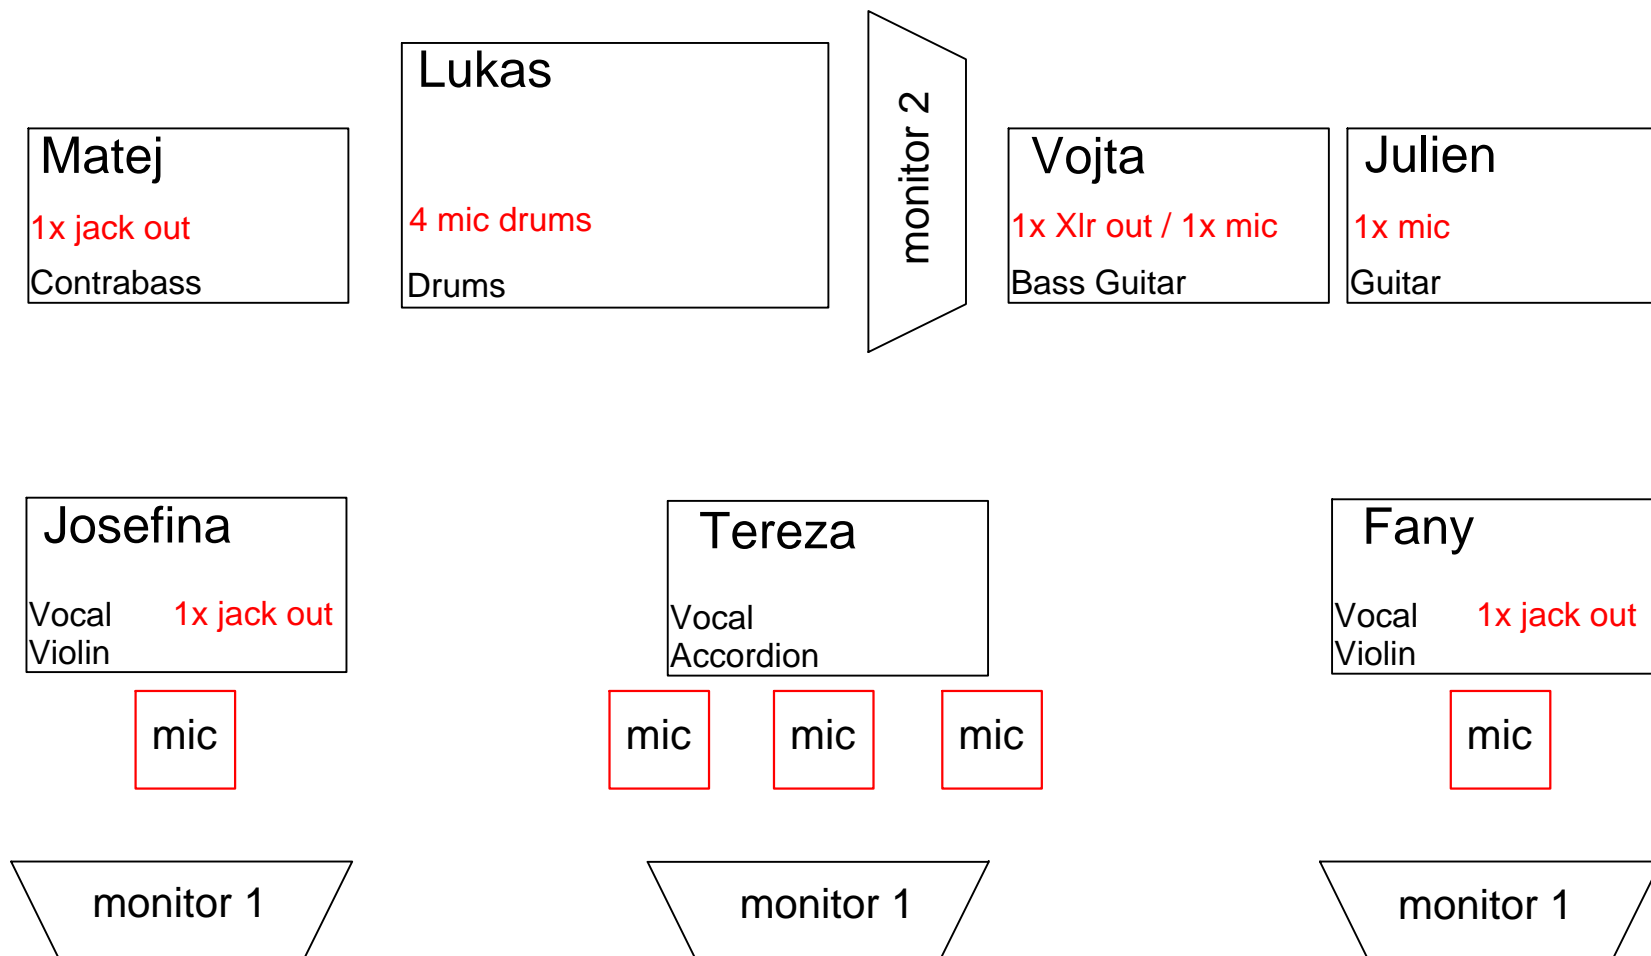 Lukas
4 mic drums
Drums
monitor 2
Matej
1x jack out
Contrabass
Vojta
1x Xlr out / 1x mic
Bass Guitar
Julien
1x mic
Guitar
Josefina
Vocal 1x jack out
Violin
mic
Tereza
Vocal
Accordion
mic mic mic
Fany
Vocal 1x jack out
Violin
mic
monitor 1
monitor 1
monitor 1